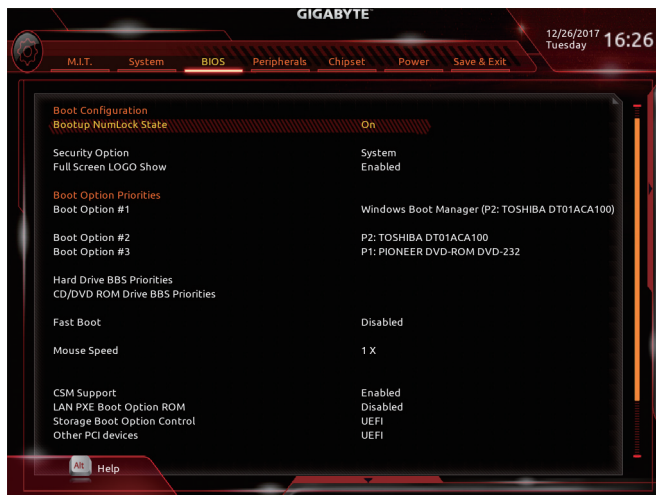 GIGABYTE™
12/26/2017
Tuesday
16:26
M.I.T. System BIOS Peripherals Chipset Power Save & Exit
Boot Configuration
Bootup NumLock State On
Security Option System
Full Screen LOGO Show Enabled
Boot Option Priorities
Boot Option #1 Windows Boot Manager (P2: TOSHIBA DT01ACA100)
Boot Option #2 P2: TOSHIBA DT01ACA100
Boot Option #3 P1: PIONEER DVD-ROM DVD-232
Hard Drive BBS Priorities
CD/DVD ROM Drive BBS Priorities
Fast Boot Disabled
Mouse Speed 1 X
CSM Support Enabled
LAN PXE Boot Option ROM Disabled
Storage Boot Option Control UEFI
Other PCI devices UEFI
Alt Help